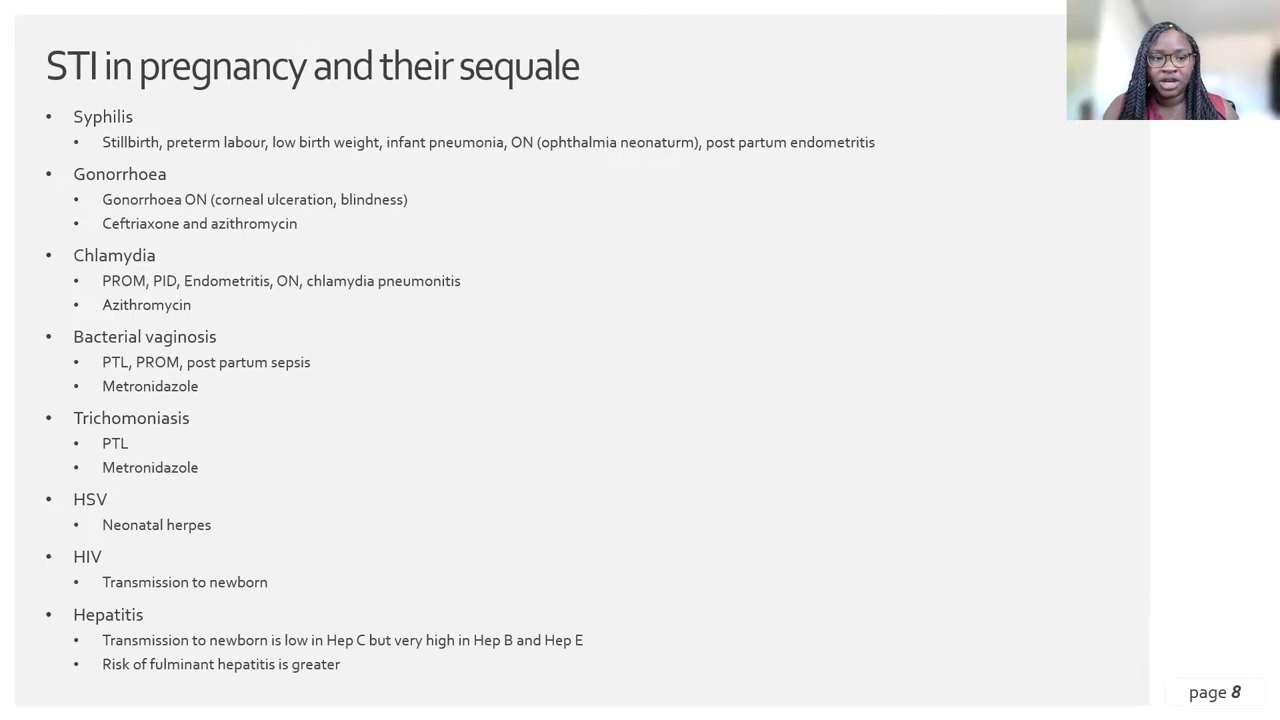 STI in pregnancy and their sequale
• Syphilis
• Stillbirth, preterm labour, low birth weight, infant pneumonia, ON (ophthalmia neonaturm), post partum endometritis
• Gonorrhoea
• Gonorrhoea ON (corneal ulceration, blindness)
• Ceftriaxone and azithromycin
• Chlamydia
• PROM, PID, Endometritis, ON, chlamydia pneumonitis
• Azithromycin
• Bacterial vaginosis
• PTL, PROM, post partum sepsis
• Metronidazole
• Trichomoniasis
• PTL
• Metronidazole
• HSV
• Neonatal herpes
• HIV
• Transmission to newborn
• Hepatitis
• Transmission to newborn is low in Hep C but very high in Hep B and Hep E
• Risk of fulminant hepatitis is greater
page 8